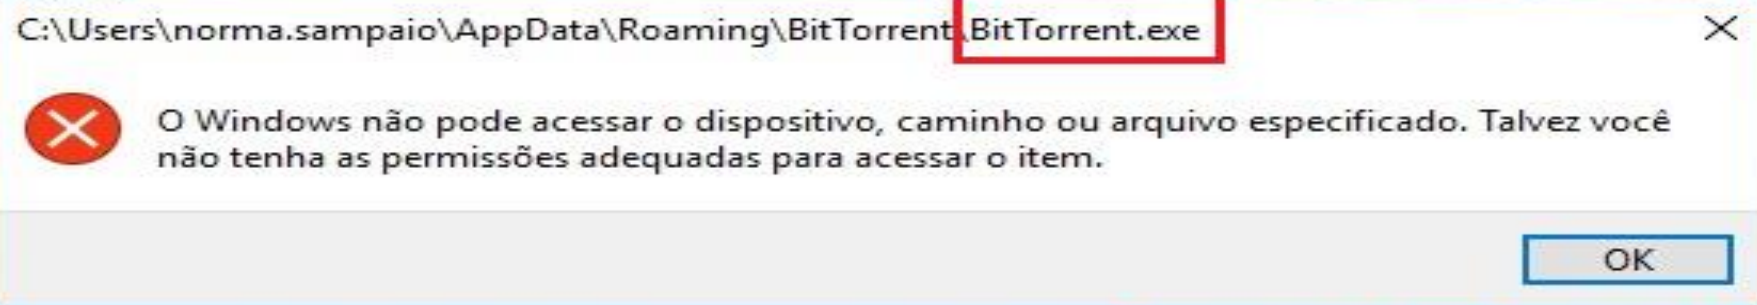 C:\Users\norma.sampaio\AppData\Roaming\BitTorrent\BitTorrent.exe
O Windows não pode acessar o dispositivo, caminho ou arquivo especificado. Talvez você
não tenha as permissões adequadas para acessar o item.
OK